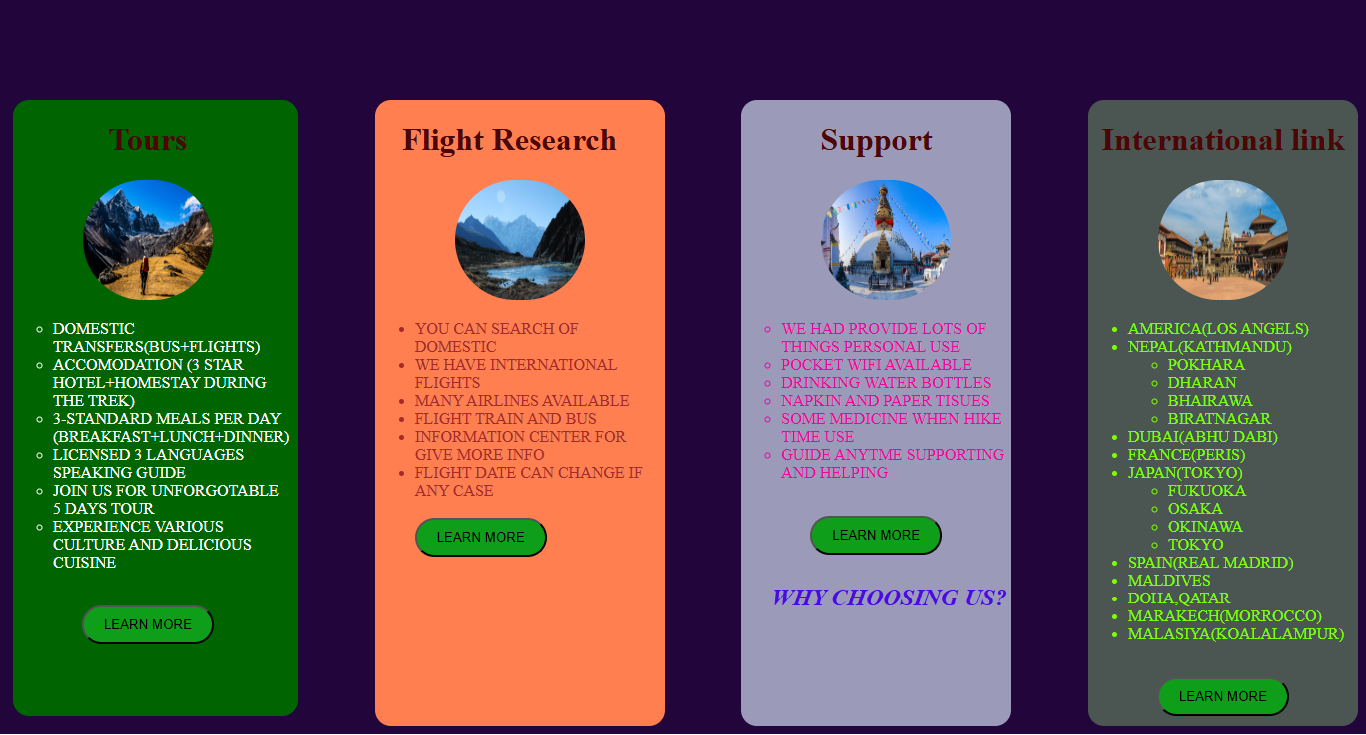 Tours
DOMESTIC
TRANSFERS(BUS+FLIGHTS)
ACCOMODATION (3 STAR
HOTEL+HOMESTAY DURING
THE TREK)
3-STANDARD MEALS PER DAY
(BREAKFAST+LUNCH+DINNER)
LICENSED 3 LANGUAGES
SPEAKING GUIDE
JOIN US FOR UNFORGOTABLE
5 DAYS TOUR
EXPERIENCE VARIOUS
CULTURE AND DELICIOUS
CUISINE
LEARN MORE
Flight Research
YOU CAN SEARCH OF
DOMESTIC
WE HAVE INTERNATIONAL
FLIGHTS
MANY AIRLINES AVAILABLE
FLIGHT TRAIN AND BUS
INFORMATION CENTER FOR
GIVE MORE INFO
FLIGHT DATE CAN CHANGE IF
ANY CASE
LEARN MORE
Support
WE HAD PROVIDE LOTS OF
THINGS PERSONAL USE
POCKET WIFI AVAILABLE
DRINKING WATER BOTTLES
NAPKIN AND PAPER TISUES
SOME MEDICINE WHEN HIKE
TIME USE
GUIDE ANYTME SUPPORTING
AND HELPING
LEARN MORE
WHY CHOOSING US?
International link
AMERICA(LOS ANGELS)
NEPAL(KATHMANDU)
POKHARA
DHARAN
BHAIRAWA
BIRATNAGAR
DUBAI(ABHU DABI)
FRANCE(PERIS)
JAPAN(TOKYO)
FUKUOKA
OSAKA
OKINAWA
TOKYO
SPAIN(REAL MADRID)
MALDIVES
DOHA,QATAR
MARAKECH(MORROCCO)
MALASIYA(KOALALAMPUR)
LEARN MORE